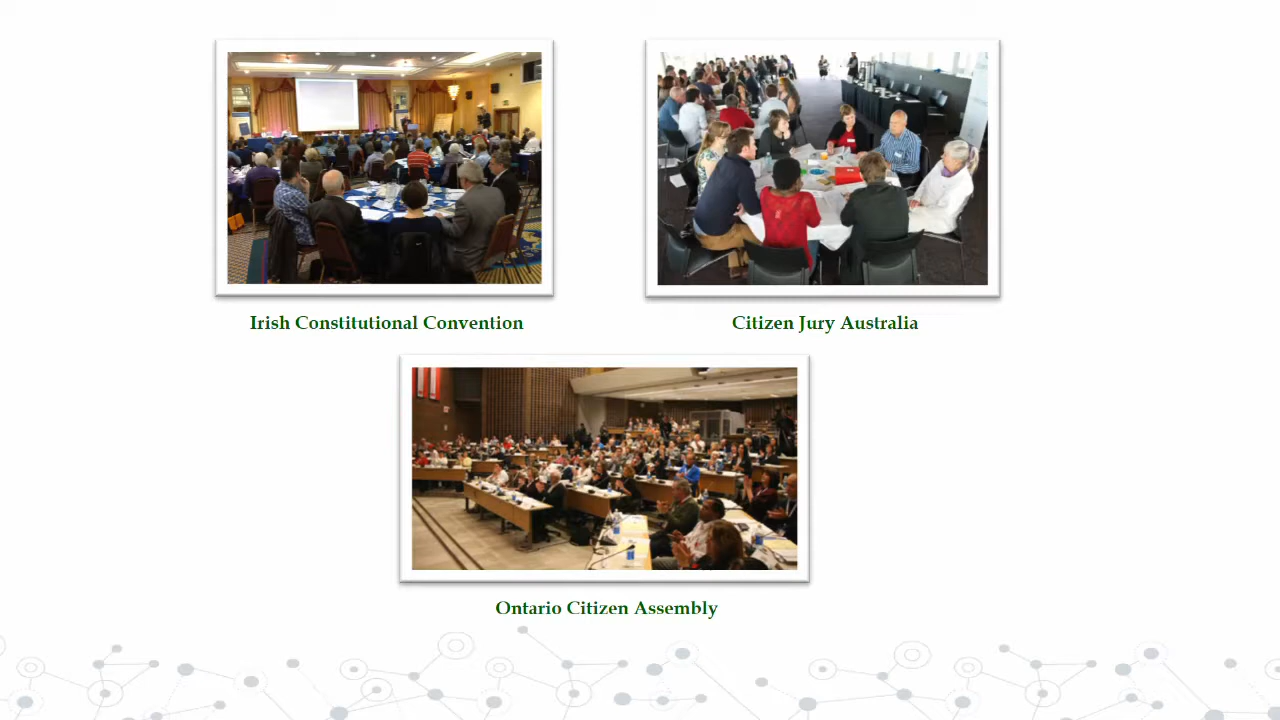 Irish Constitutional Convention
Citizen Jury Australia
Ontario Citizen Assembly